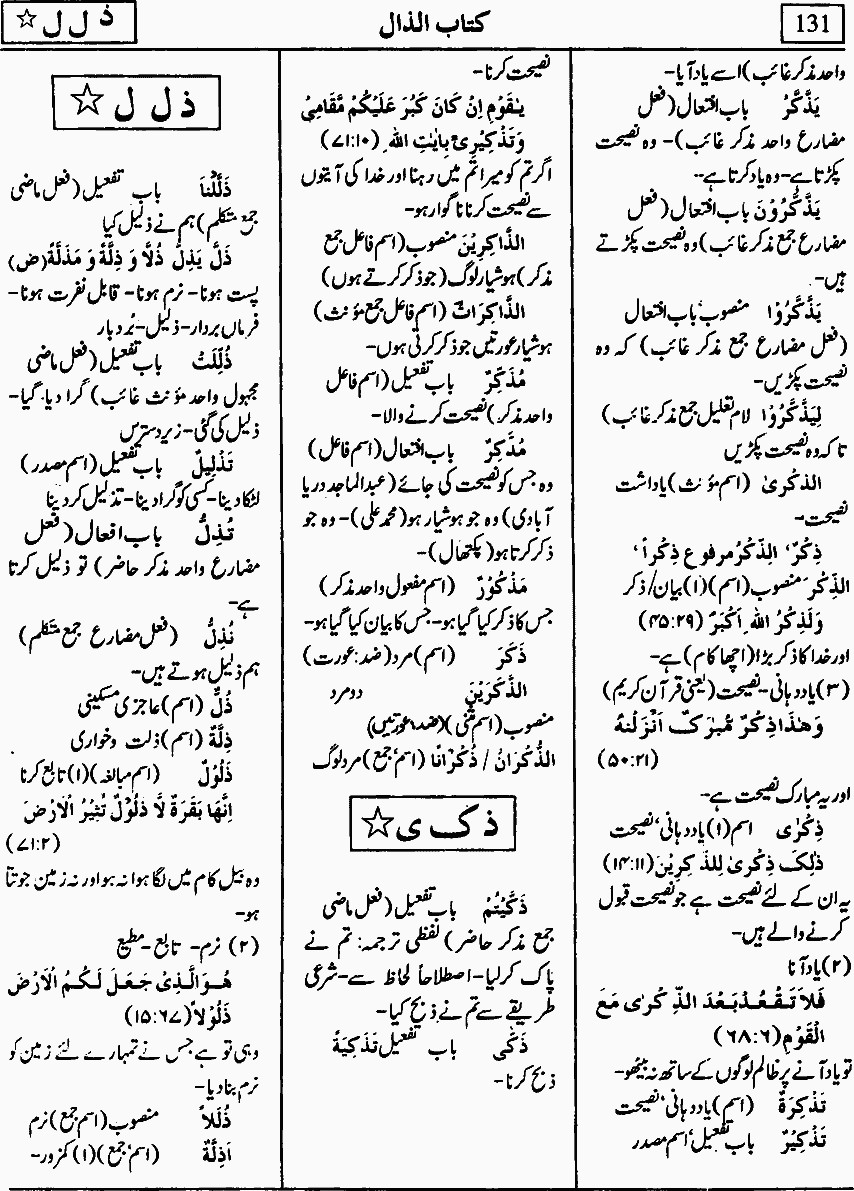 131
کتاب الذال
ذ ل ل ☆
واحد مذکر غائب) اسے یاد آیا۔
یَذَّکَّرُ باب افتعال (فعل
مضارع واحد مذکر غائب)۔ وہ نصیحت
پکڑتا ہے۔ وہ یاد کرتا ہے۔
یَذَّکَّرُوْنَ باب افتعال (فعل
مضارع جمع مذکر غائب) وہ نصیحت پکڑتے
ہیں۔
یَذَّکَّرُوْا منصوب، باب افتعال
(فعل مضارع جمع مذکر غائب) کہ وہ
نصیحت پکڑیں۔
لِیَذَّکَّرُوْا لام تعلیل جمع مذکر غائب)
تاکہ وہ نصیحت پکڑیں
الذکریٰ (اسم مؤنث) یاداشت
نصیحت۔
ذِکْرٌ، الذِّکْرُ مرفوع ذِکْراً،
الذِّکْرَ منصوب (اسم) (۱) بیان/ ذکر
وَلَذِکْرُ اللہِ اَکْبَرُ (۴۵:۲۹)
اور خدا کا ذکر بڑا (اچھا کام) ہے۔
(۳) یاد دہانی۔ نصیحت (یعنی قرآن کریم)
وَھٰذَا ذِکْرٌ مُّبٰرَکٌ اَنْزَلْنٰہُ
(۵۰:۲۱)
اور یہ مبارک نصیحت ہے۔
ذِکْرٰی اسم (۱) یاد دہانی، نصیحت
ذٰلِکَ ذِکْرٰی لِلذّٰکِرِیْنَ (۱۱۴:۱۱)
یہ ان کے لئے نصیحت ہے جو نصیحت قبول
کرنے والے ہیں۔
(۲) یاد آنا
فَلاَ تَقْعُدْ بَعْدَ الذِّکْرٰی مَعَ
الْقَوْمِ (۶۸:۶)
تو یاد آنے پر ظالم لوگوں کے ساتھ نہ بیٹھو۔
تَذْکِرَۃٌ (اسم) یاد دہانی، نصیحت
تَذْکِیْرٌ باب تفعیل، اسم مصدر
نصیحت کرنا۔
یٰقَوْمِ اِنْ کَانَ کَبُرَ عَلَیْکُمْ مَّقَامِیْ
وَتَذْکِیْرِیْ بِاٰیٰتِ اللہِ (۷۱:۱۰)
اگر تم کو میرا تم میں رہنا اور خدا کی آیتوں
سے نصیحت کرنا ناگوار ہو۔
الذَّاکِرِیْنَ منصوب (اسم فاعل جمع
مذکر) ہوشیار لوگ (جو ذکر کرتے ہوں)
الذَّاکِرَاتُ (اسم فاعل جمع مؤنث)
ہوشیار عورتیں جو ذکر کرتی ہوں۔
مُذَکِّرٌ باب تفعیل (اسم فاعل
واحد مذکر) نصیحت کرنے والا۔
مُذَّکِرٌ باب افتعال (اسم فاعل)
وہ جس کو نصیحت کی جائے (عبدالماجد دریا
آبادی) وہ جو ہوشیار ہو (محمد علی)۔ وہ جو
ذکر کرتا ہو (پکتھال)۔
مَذْکُوْرٌ (اسم مفعول واحد مذکر)
جس کا ذکر کیا گیا ہو۔ جس کا بیان کیا گیا ہو۔
ذَکَرَ (اسم) مرد (ضد: عورت)
الذَّکَرَیْنَ دو مرد
منصوب (اسم مثنی) (ضد: عورتیں)
الذُّکْرَانُ / ذُکْرَانًا (اسم، جمع) مرد لوگ
ذ ک ی ☆
ذَکَّیْتُمْ باب تفعیل (فعل ماضی
جمع مذکر حاضر) لفظی ترجمہ: تم نے
پاک کرلیا۔ اصطلاحاً لحاظ سے۔ شرعی
طریقے سے تم نے ذبح کیا۔
ذَکّٰی باب تفعیل تَذْکِیَۃً
ذبح کرنا۔
ذ ل ل ☆
ذَلَّلْنَا باب تفعیل (فعل ماضی
جمع متکلم) ہم نے ذلیل کیا
ذَلَّ یَذِلُّ ذُلًّا وَ ذِلَّۃً وَ مَذَلَّۃً (ض)
پست ہونا۔ نرم ہونا۔ قابل نفرت ہونا۔
فرماں بردار۔ ذلیل۔ بُردبار
ذُلِّلَتْ باب تفعیل (فعل ماضی
مجہول واحد مؤنث غائب) گرا دیا گیا۔
ذلیل کی گئی۔ زیر دسترس
تَذْلِیْلٌ باب تفعیل (اسم مصدر)
لٹکا دینا۔ کسی کو گرا دینا۔ تذلیل کر دینا
تُذِلُّ باب افعال (فعل
مضارع واحد مذکر حاضر) تو ذلیل کرتا
ہے۔
نُذِلُّ (فعل مضارع جمع متکلم)
ہم ذلیل ہوتے ہیں۔
ذُلٌّ (اسم) عاجزی مسکینی
ذِلَّۃٌ (اسم) ذلت وخواری
ذَلُوْلٌ (اسم مبالغہ) (۱) تابع کرنا
اِنَّھَا بَقَرَۃٌ لَّا ذَلُوْلٌ تُثِیْرُ الْاَرْضَ
(۷۱:۲)
وہ بیل کام میں لگا ہوا نہ ہو اور نہ زمین جوتتا
ہو۔
(۲) نرم۔ تابع۔ مطیع
ھُوَ الَّذِیْ جَعَلَ لَکُمُ الْاَرْضَ
ذَلُوْلاً (۱۵:۶۷)
وہی تو ہے جس نے تمہارے لئے زمین کو
نرم بنا دیا۔
ذُلَلاً منصوب (اسم جمع) نرم
اَذِلَّۃٌ (اسم، جمع) (۱) کمزور۔